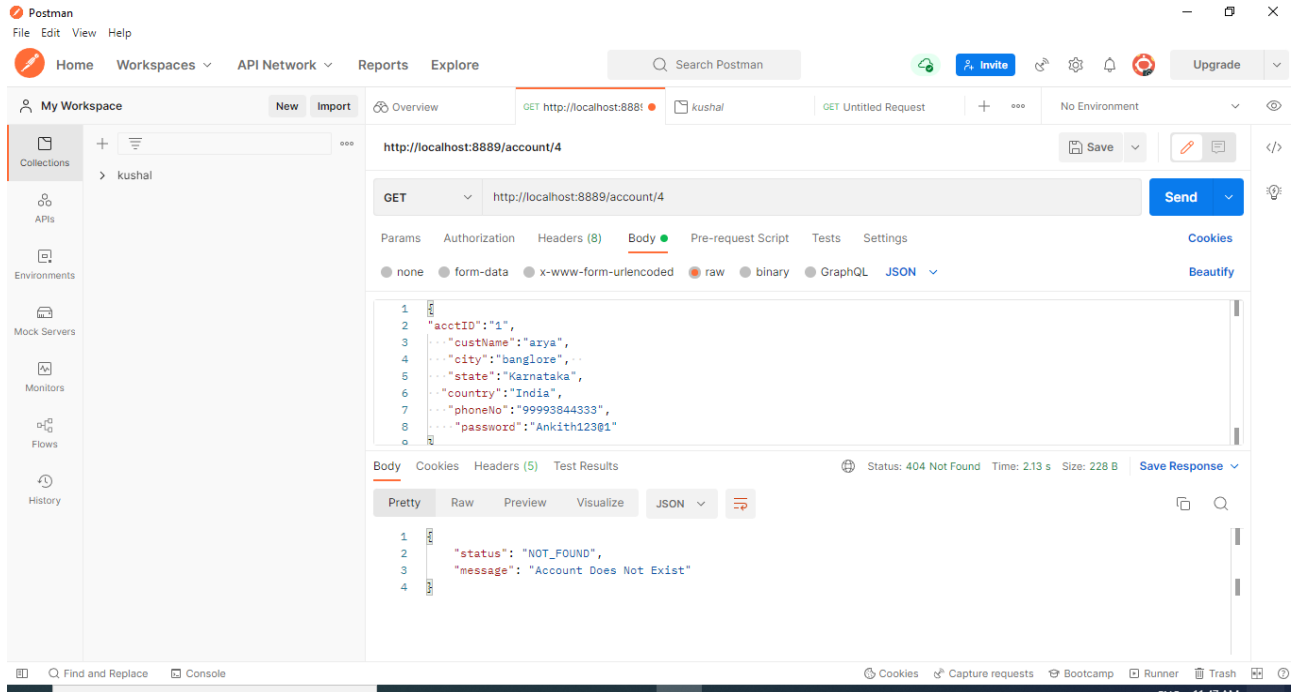 Postman
File Edit View Help
Home Workspaces API Network Reports Explore Search Postman Invite Upgrade
My Workspace New Import Overview GET http://localhost:888 kushal GET Untitled Request No Environment
Collections
kushal
APIs
Environments
Mock Servers
Monitors
Flows
History
http://localhost:8889/account/4 Save
GET http://localhost:8889/account/4 Send
Params Authorization Headers (8) Body Pre-request Script Tests Settings Cookies
none form-data x-www-form-urlencoded raw binary GraphQL JSON Beautify
1 {
2 "acctID":"1",
3 "custName":"arya",
4 "city":"banglore",
5 "state":"Karnataka",
6 "country":"India",
7 "phoneNo":"99993844333",
8 "password":"Ankith123@1"
9 }
Body Cookies Headers (5) Test Results Status: 404 Not Found Time: 2.13 s Size: 228 B Save Response
Pretty Raw Preview Visualize JSON
1 {
2 "status": "NOT_FOUND",
3 "message": "Account Does Not Exist"
4 }
Find and Replace Console Cookies Capture requests Bootcamp Runner Trash